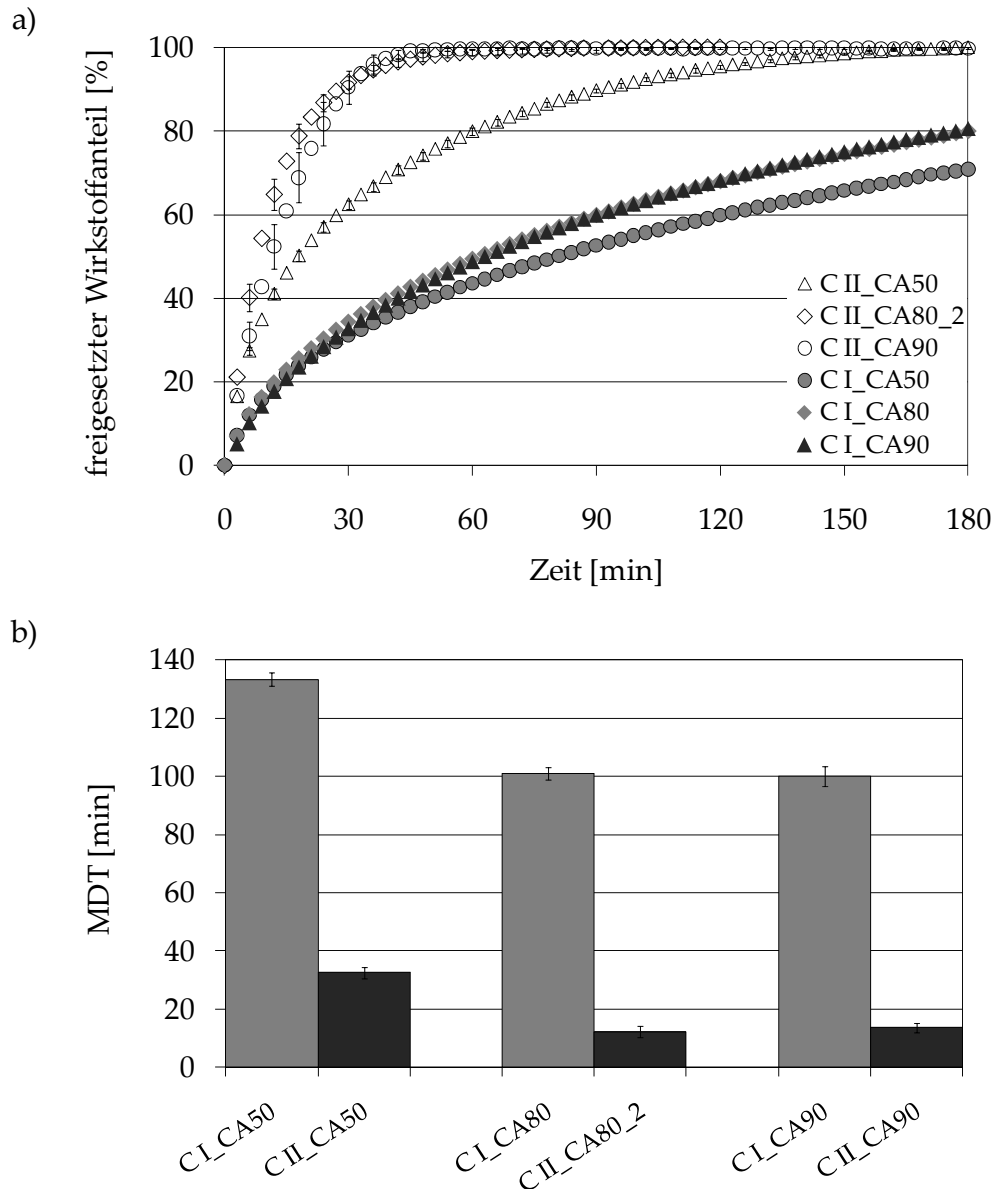 a)
freigesetzter Wirkstoffanteil [%]
100
80
60
40
20
0
0 30 60 90 120 150 180
Zeit [min]
C II_CA50
C II_CA80_2
C II_CA90
C I_CA50
C I_CA80
C I_CA90
b)
MDT [min]
140
120
100
80
60
40
20
0
C I_CA50
C II_CA50
C I_CA80
C II_CA80_2
C I_CA90
C II_CA90